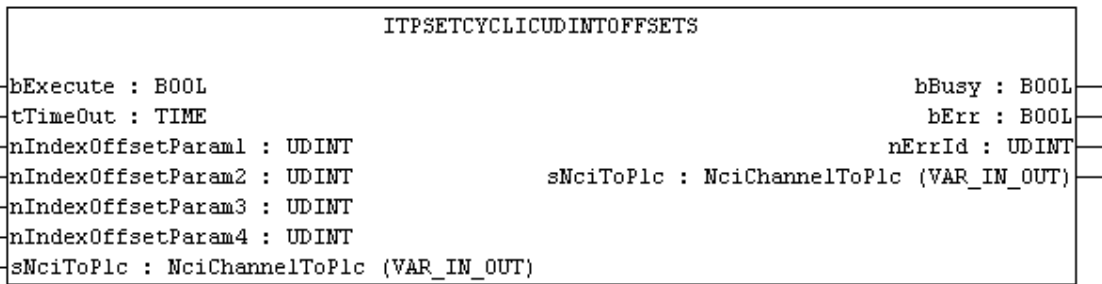 ITPSETCYCLICUDINTOFFSETS
bExecute : BOOL bBusy : BOOL
tTimeOut : TIME bErr : BOOL
nIndexOffsetParam1 : UDINT nErrId : UDINT
nIndexOffsetParam2 : UDINT sNciToPlc : NciChannelToPlc (VAR_IN_OUT)
nIndexOffsetParam3 : UDINT
nIndexOffsetParam4 : UDINT
sNciToPlc : NciChannelToPlc (VAR_IN_OUT)